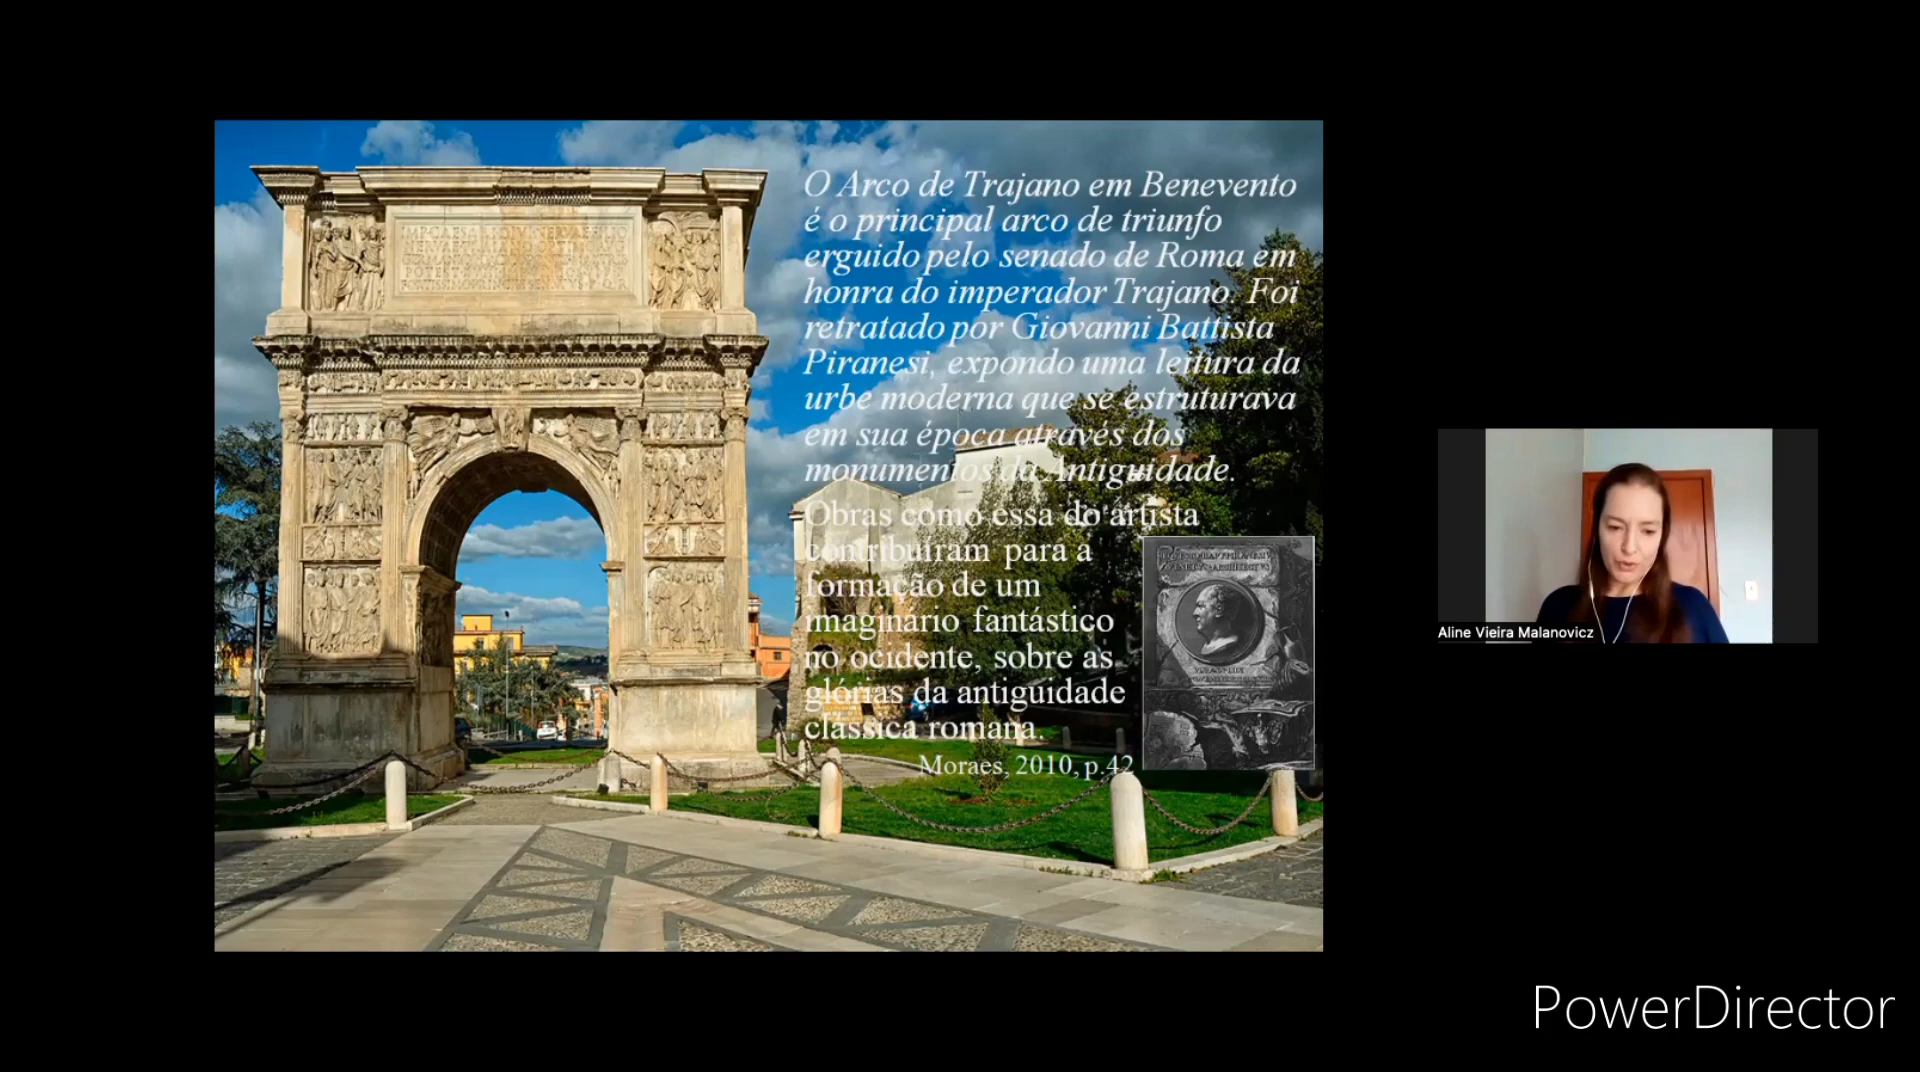 O Arco de Trajano em Benevento
é o principal arco de triunfo
erguido pelo senado de Roma em
honra do imperador Trajano. Foi
retratado por Giovanni Battista
Piranesi, expondo uma leitura da
urbe moderna que se estruturava
em sua época através dos
monumentos da Antiguidade.
Obras como essa do artista
contribuíram para a
formação de um
imaginário fantástico
no ocidente, sobre as
glórias da antiguidade
clássica romana.
Moraes, 2010, p.42
Aline Vieira Malanovicz
PowerDirector